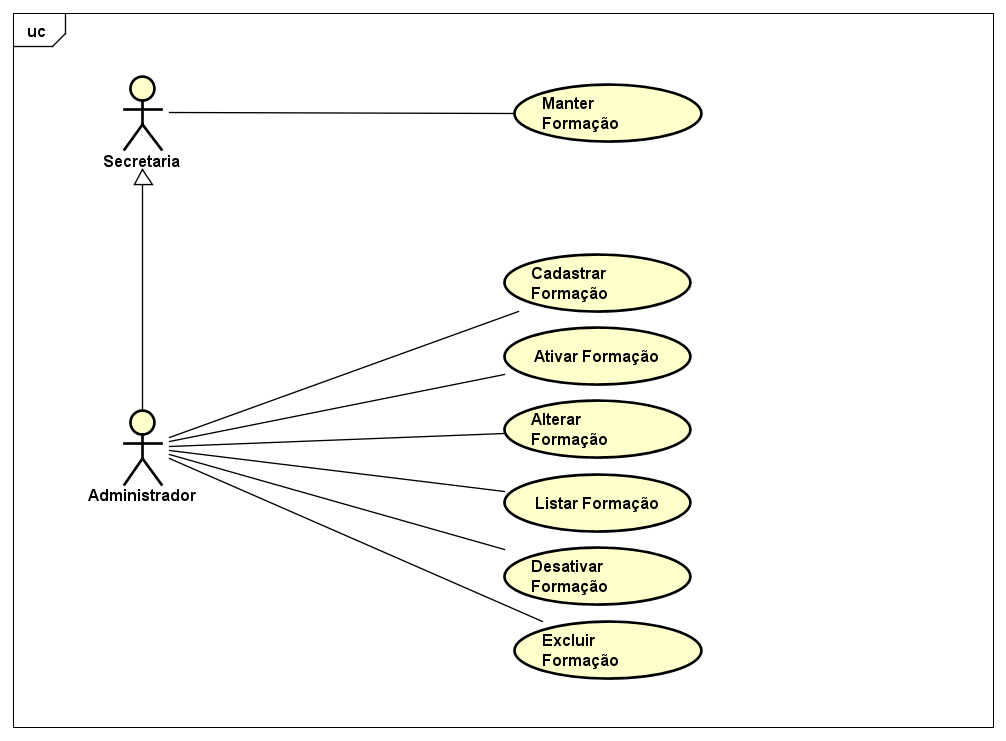 uc
Secretaria
Manter
Formação
Cadastrar
Formação
Ativar Formação
Alterar
Formação
Administrador
Listar Formação
Desativar
Formação
Excluir
Formação